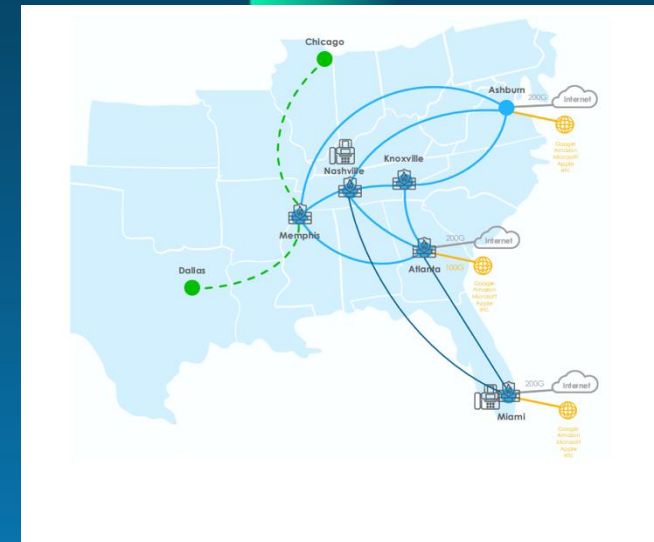 Chicago
Ashburn
200G
Internet
Google
Amazon
Microsoft
Apple
etc
Knoxville
Nashville
Memphis
200G
Internet
Atlanta
100G
Google
Amazon
Microsoft
Apple
etc
Dallas
200G
Internet
Miami
Google
Amazon
Microsoft
Apple
etc